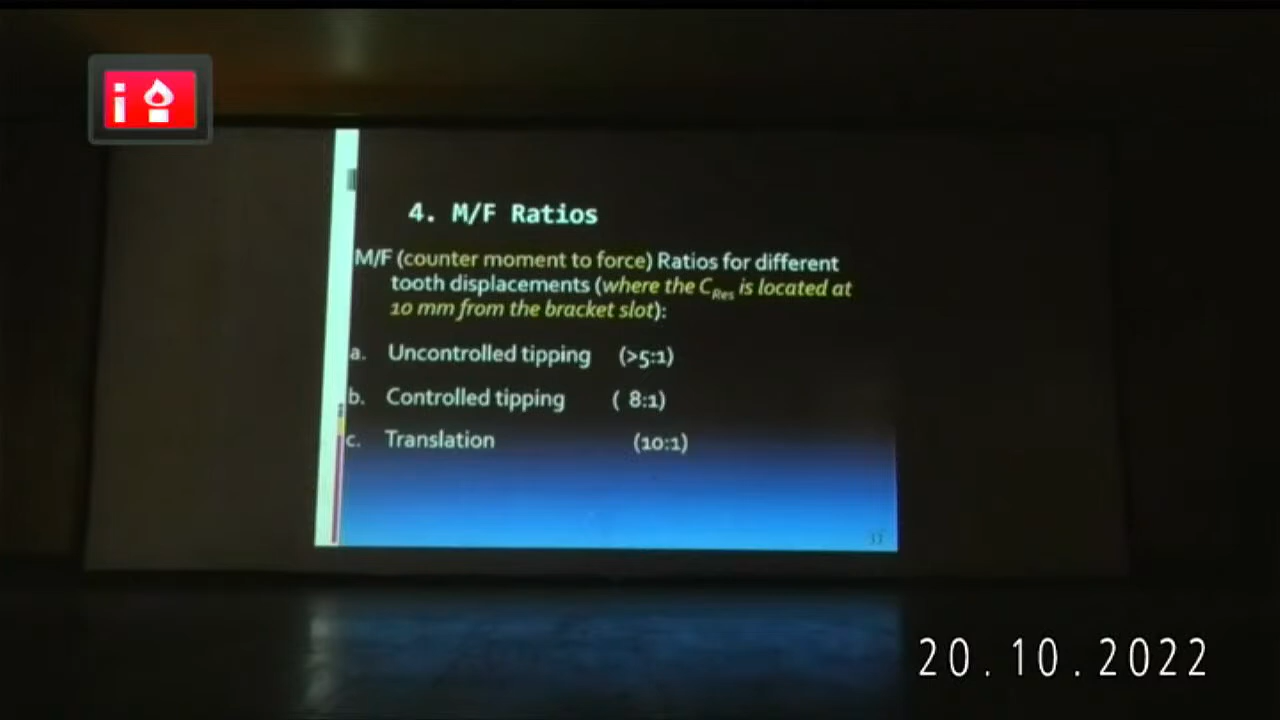 4. M/F Ratios
M/F (counter moment to force) Ratios for different
tooth displacements (where the CRes is located at
10 mm from the bracket slot):
a. Uncontrolled tipping (>5:1)
b. Controlled tipping ( 8:1)
c. Translation (10:1)
33
20.10.2022